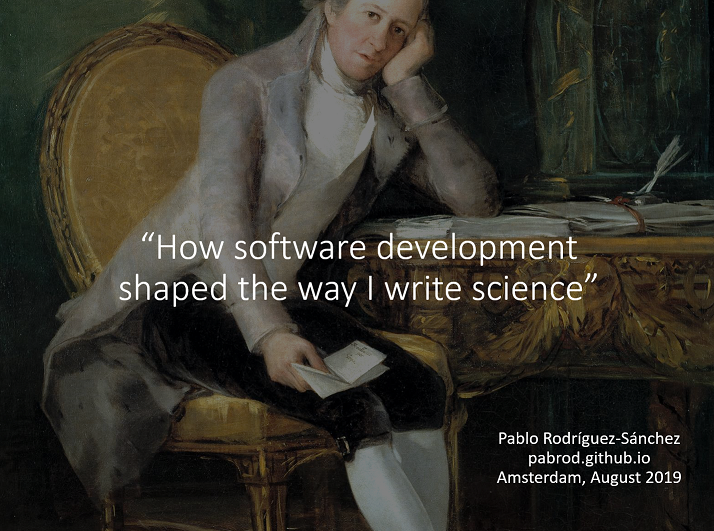 “How software development
shaped the way I write science”
Pablo Rodríguez-Sánchez
pabrod.github.io
Amsterdam, August 2019